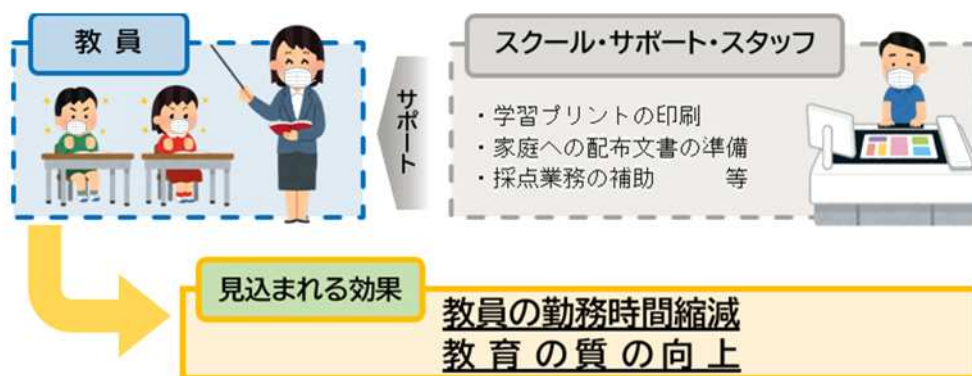 教員
サポート
スクール・サポート・スタッフ
・学習プリントの印刷
・家庭への配布文書の準備
・採点業務の補助　　等
見込まれる効果
教員の勤務時間縮減
教育の質の向上